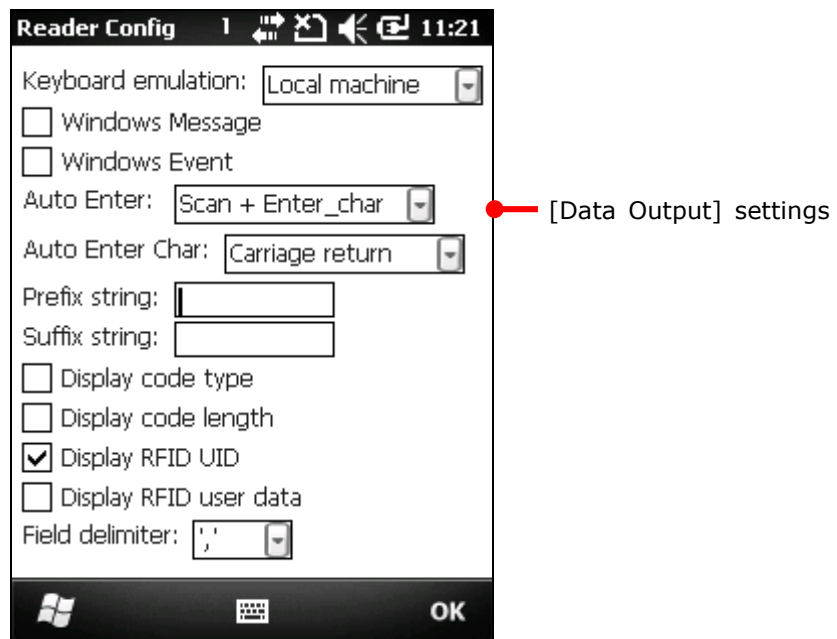 Reader Config 1 11:21
Keyboard emulation: Local machine
Windows Message
Windows Event
Auto Enter: Scan + Enter_char
[Data Output] settings
Auto Enter Char: Carriage return
Prefix string:
Suffix string:
Display code type
Display code length
Display RFID UID
Display RFID user data
Field delimiter: ','
OK